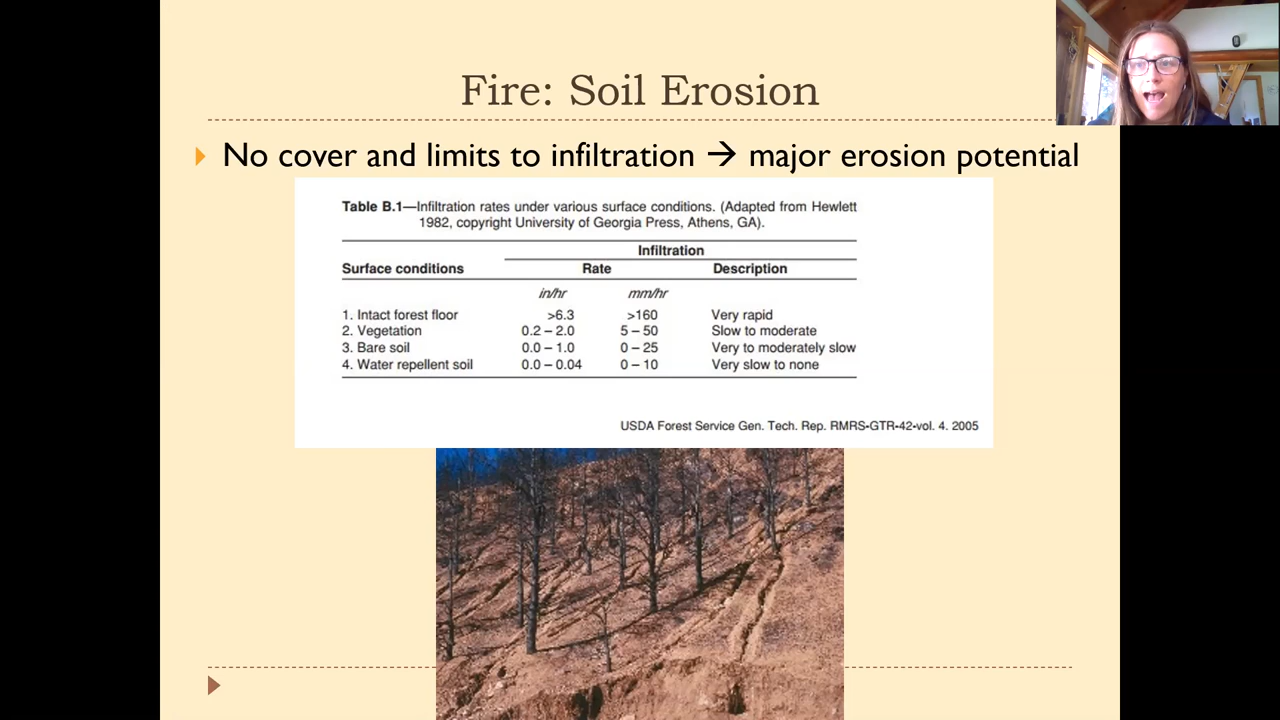 Fire: Soil Erosion
No cover and limits to infiltration → major erosion potential
Table B.1—Infiltration rates under various surface conditions. (Adapted from Hewlett
1982, copyright University of Georgia Press, Athens, GA).
Infiltration
Surface conditions Rate Description
in/hr mm/hr
1. Intact forest floor >6.3 >160 Very rapid
2. Vegetation 0.2 – 2.0 5 – 50 Slow to moderate
3. Bare soil 0.0 – 1.0 0 – 25 Very to moderately slow
4. Water repellent soil 0.0 – 0.04 0 – 10 Very slow to none
USDA Forest Service Gen. Tech. Rep. RMRS-GTR-42-vol. 4. 2005